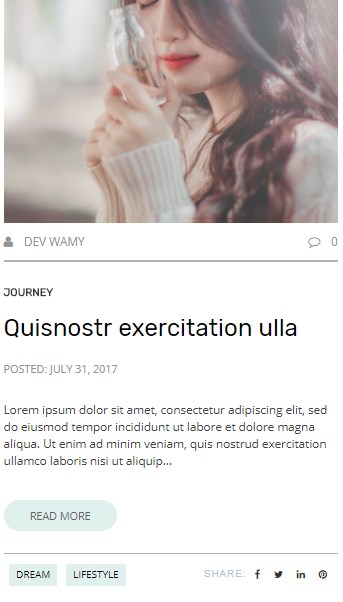 DEV WAMY 0
JOURNEY
Quisnostr exercitation ulla
POSTED: JULY 31, 2017
Lorem ipsum dolor sit amet, consectetur adipiscing elit, sed
do eiusmod tempor incididunt ut labore et dolore magna
aliqua. Ut enim ad minim veniam, quis nostrud exercitation
ullamco laboris nisi ut aliquip...
READ MORE
DREAM LIFESTYLE SHARE: